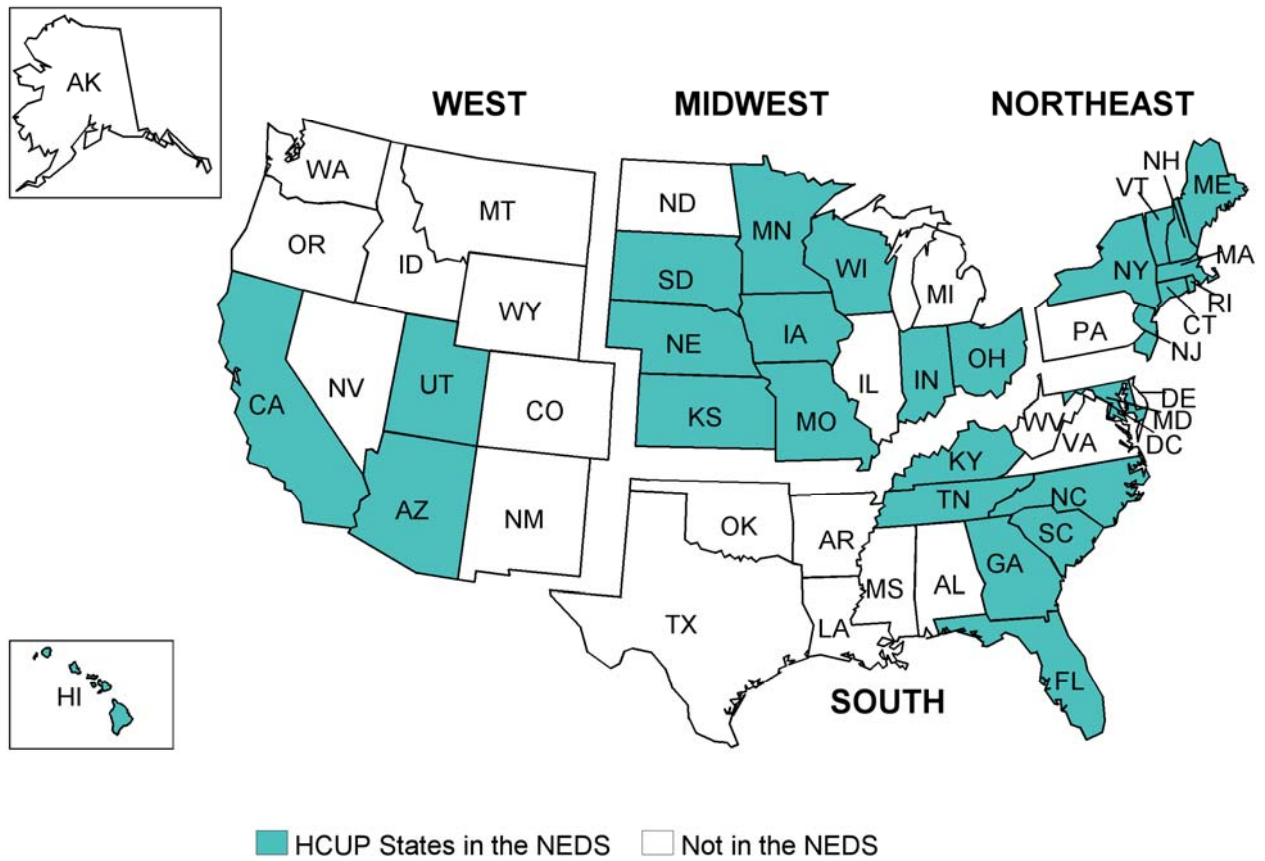 AK
WEST MIDWEST NORTHEAST
WA
MT
ND
MN
NH
VT
ME
OR
ID
SD
WI
NY
MA
WY
MI
RI
NE
IA
PA
CT
NJ
NV
UT
CO
KS
MO
IL
IN
OH
CA
DE
WV
MD
VA
DC
KY
AZ
NM
OK
AR
TN
NC
SC
MS
AL
GA
TX
LA
FL
HI
SOUTH
HCUP States in the NEDS Not in the NEDS